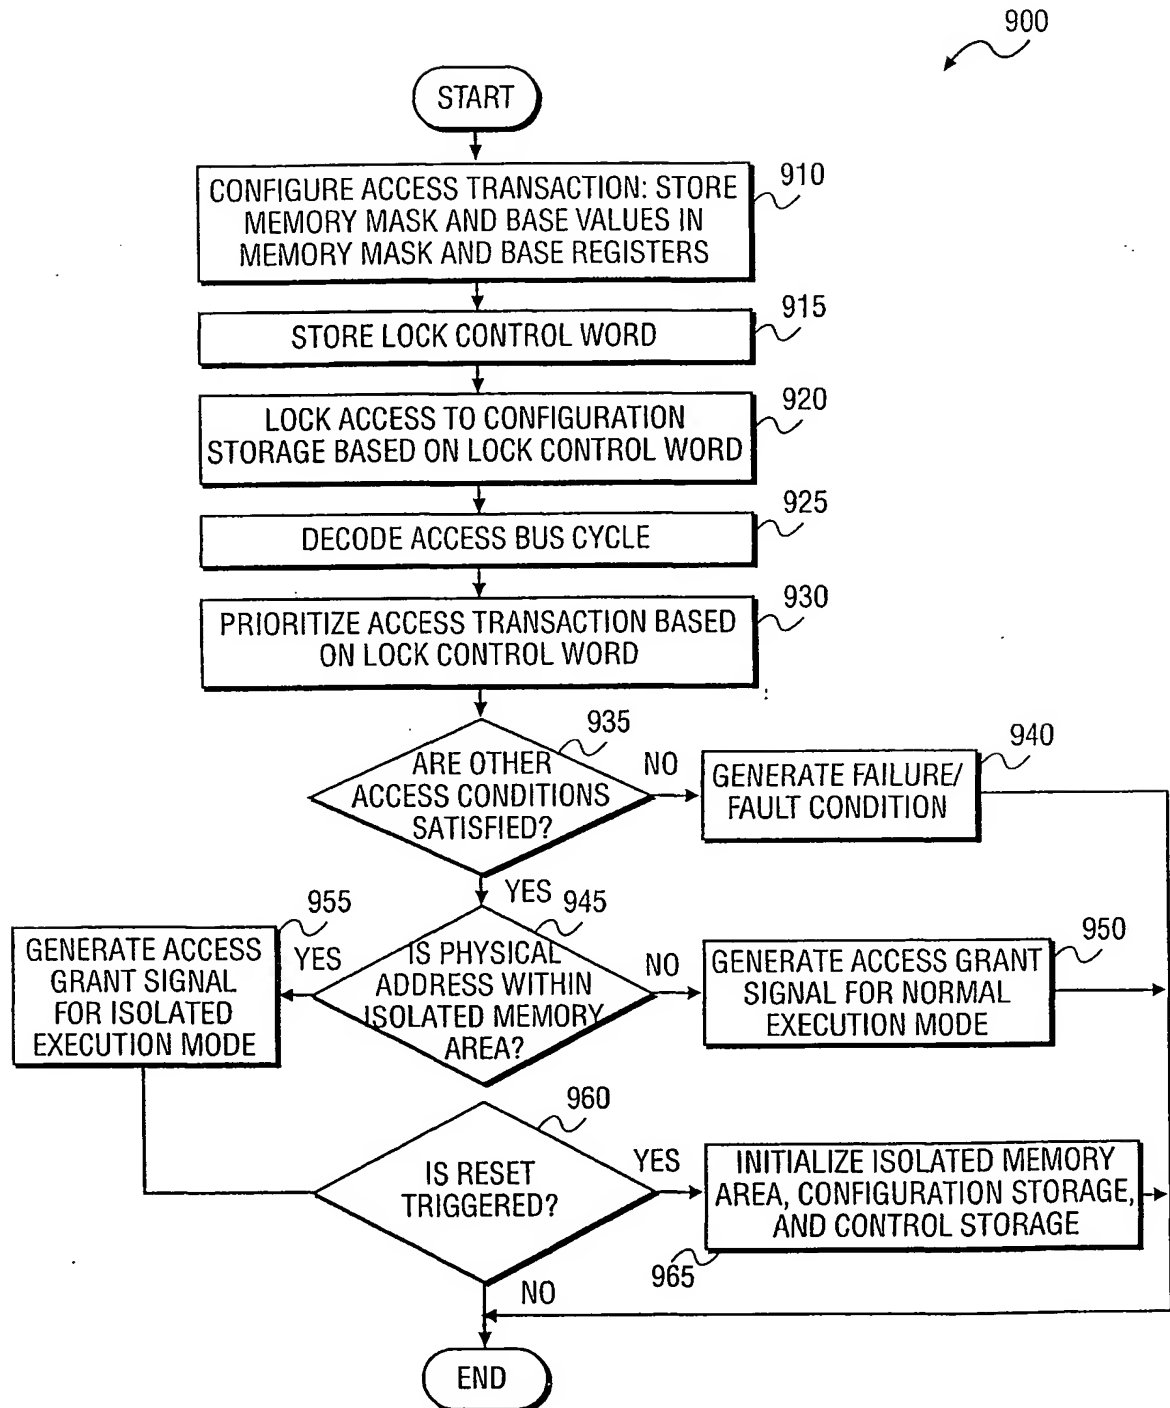 900
START
CONFIGURE ACCESS TRANSACTION: STORE
MEMORY MASK AND BASE VALUES IN
MEMORY MASK AND BASE REGISTERS
910
STORE LOCK CONTROL WORD
915
LOCK ACCESS TO CONFIGURATION
STORAGE BASED ON LOCK CONTROL WORD
920
DECODE ACCESS BUS CYCLE
925
PRIORITIZE ACCESS TRANSACTION BASED
ON LOCK CONTROL WORD
930
ARE OTHER
ACCESS CONDITIONS
SATISFIED?
935
NO
GENERATE FAILURE/
FAULT CONDITION
940
YES
IS PHYSICAL
ADDRESS WITHIN
ISOLATED MEMORY
AREA?
945
YES
GENERATE ACCESS
GRANT SIGNAL
FOR ISOLATED
EXECUTION MODE
955
NO
GENERATE ACCESS GRANT
SIGNAL FOR NORMAL
EXECUTION MODE
950
IS RESET
TRIGGERED?
960
YES
INITIALIZE ISOLATED MEMORY
AREA, CONFIGURATION STORAGE,
AND CONTROL STORAGE
965
NO
END